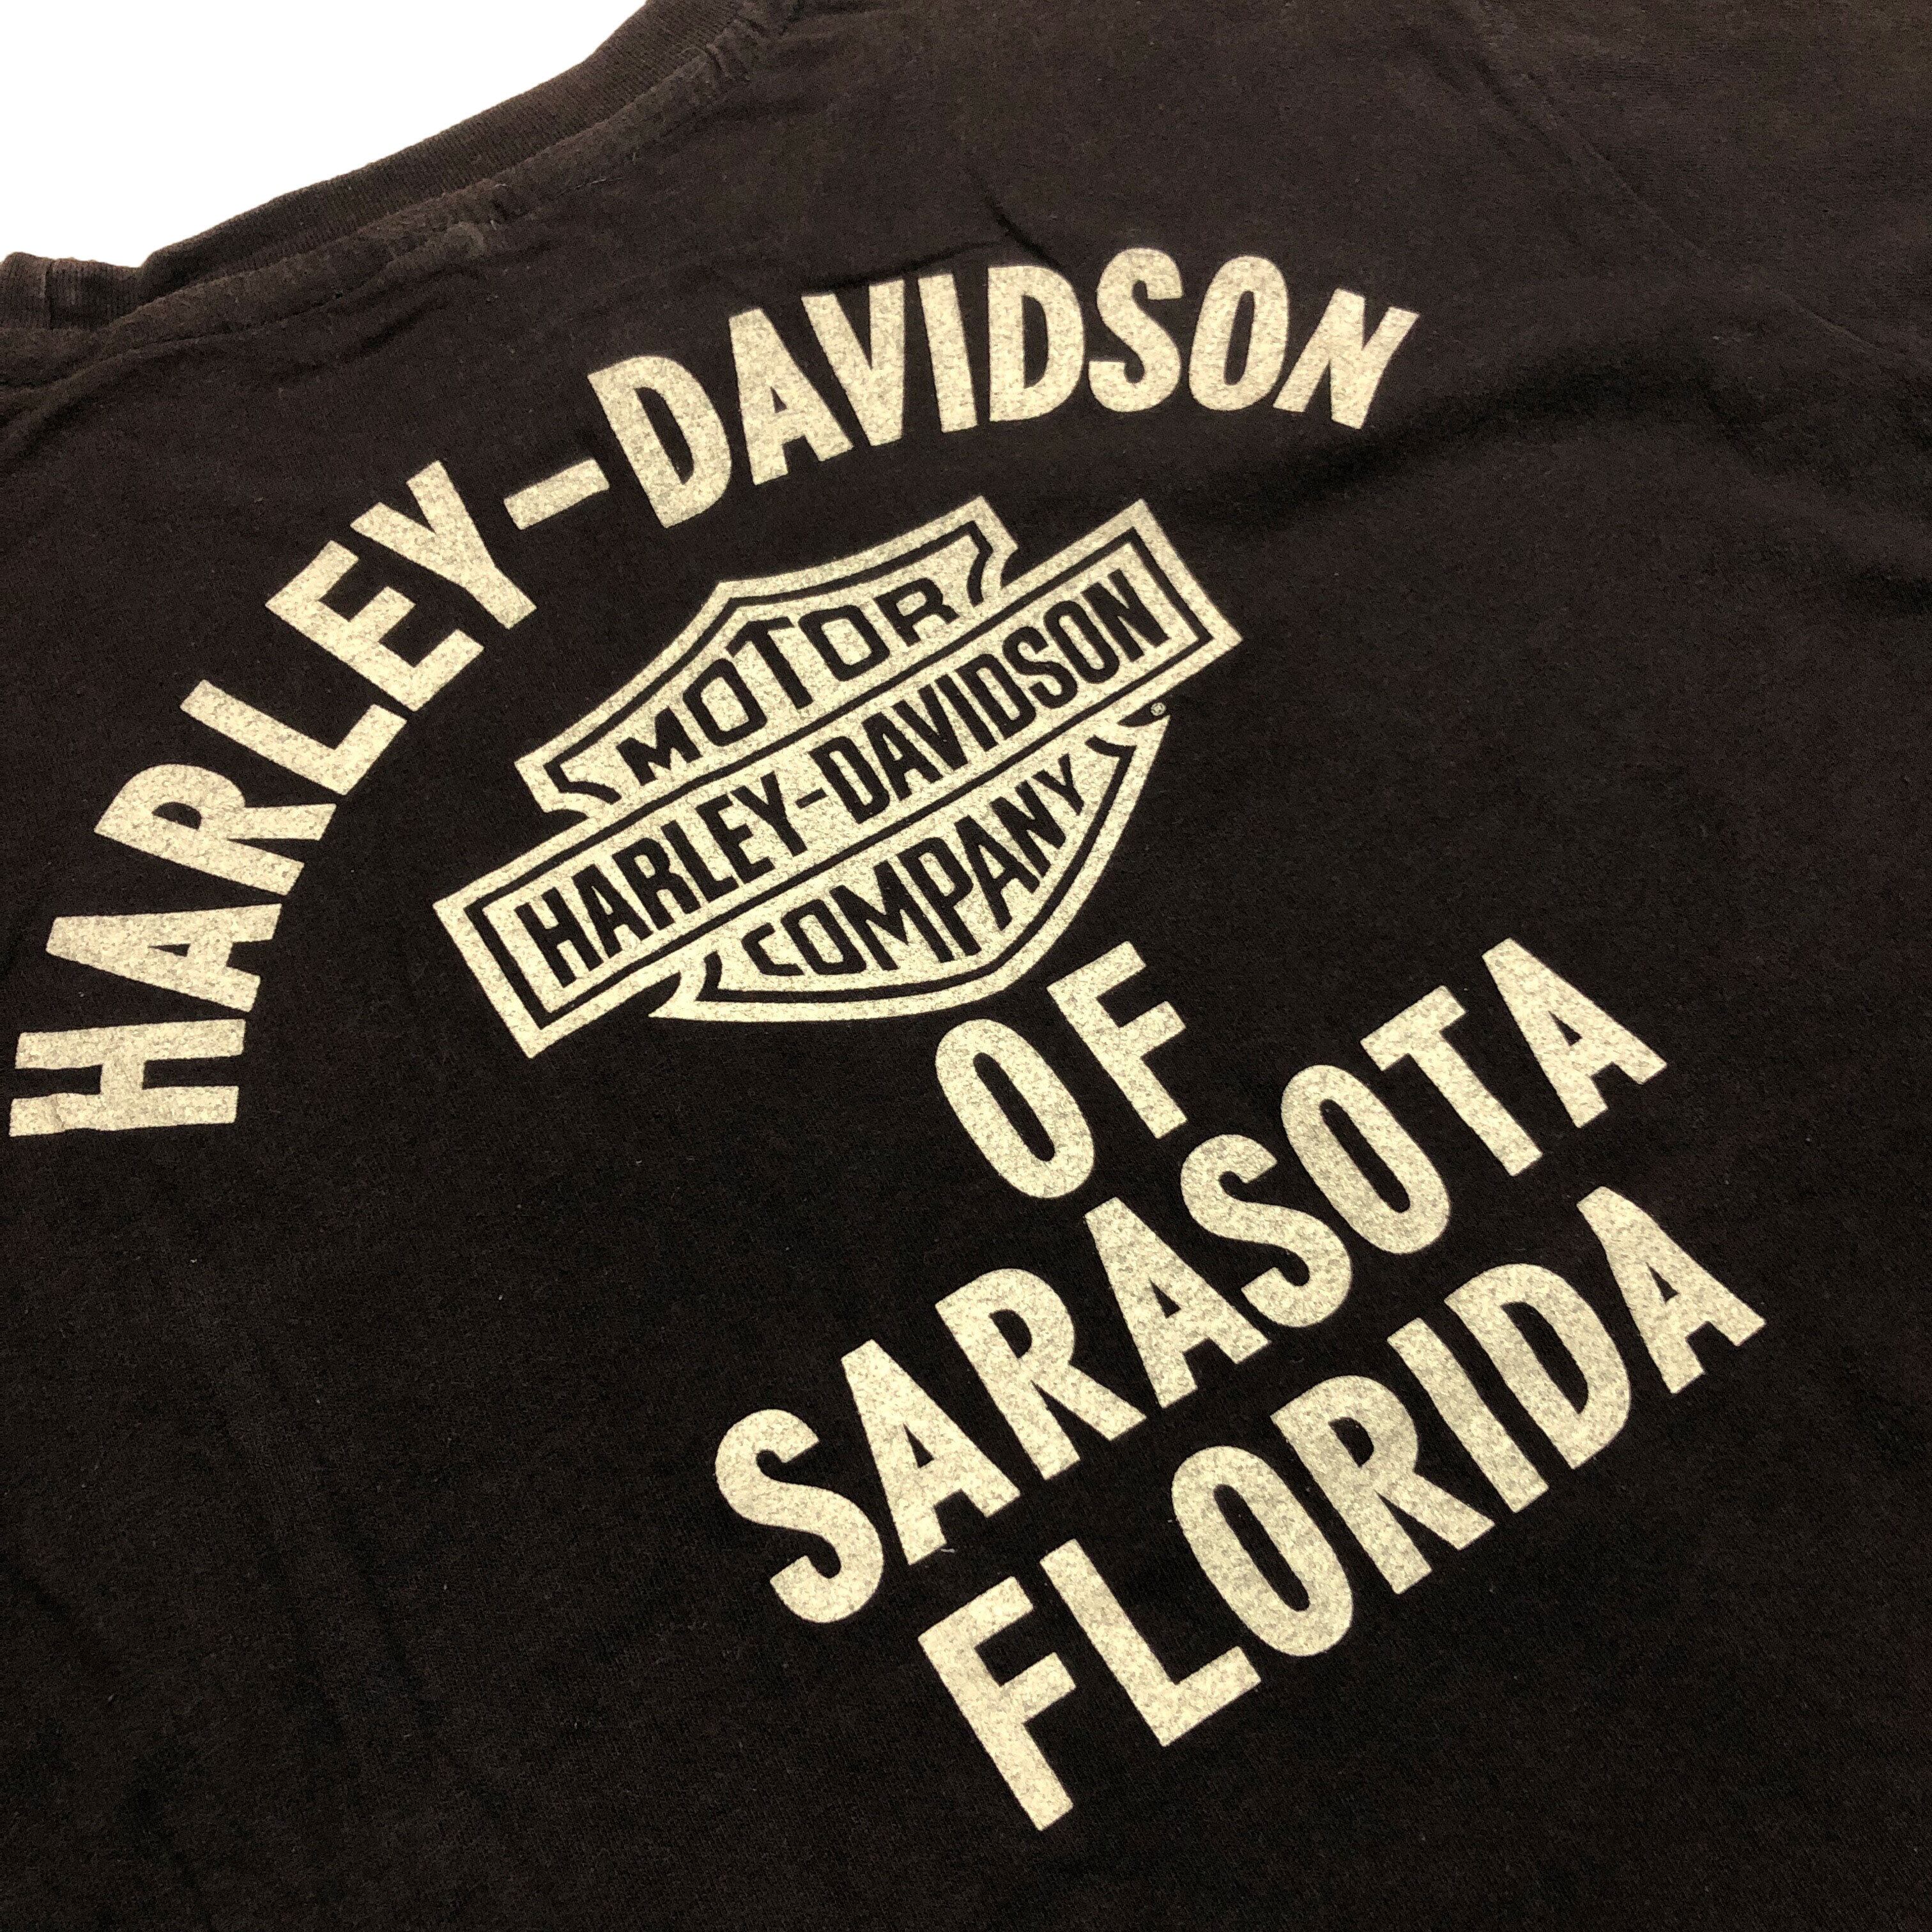 HARLEY-DAVIDSON
MOTOR
HARLEY-DAVIDSON
COMPANY
®
OF
SARASOTA
FLORIDA